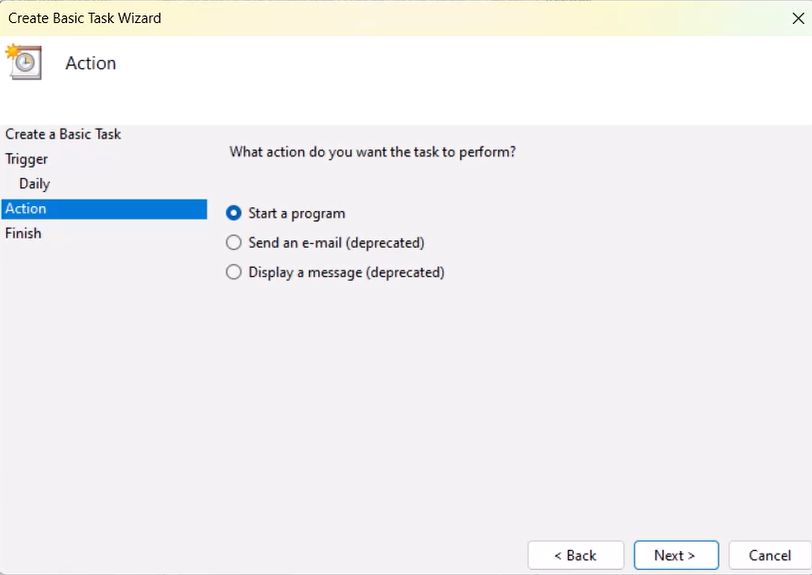 Create Basic Task Wizard
Action
Create a Basic Task
Trigger
Daily
Action
Finish
What action do you want the task to perform?
Start a program
Send an e-mail (deprecated)
Display a message (deprecated)
< Back
Next >
Cancel